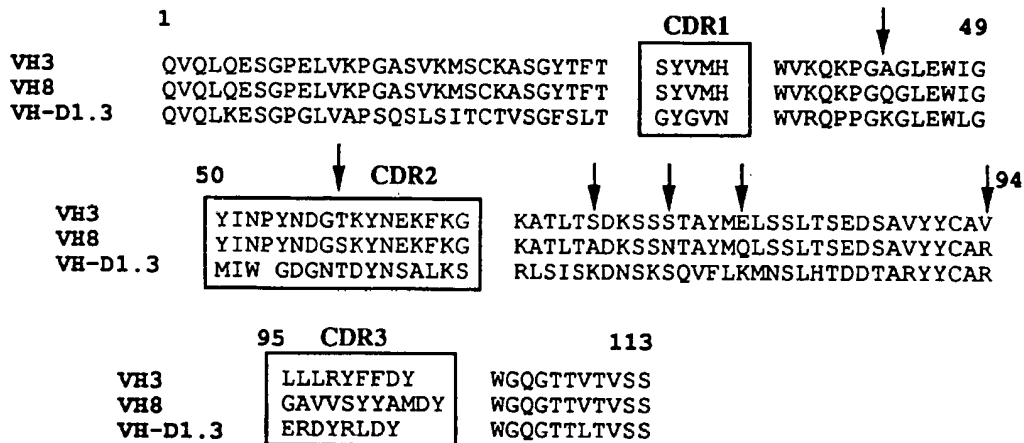 1 CDR1 49
VH3 QVQLQESGPELVKPGASVKMSCKASGYTFT SYVMH WVKQKPGAGLEWIG
VH8 QVQLQESGPELVKPGASVKMSCKASGYTFT SYVMH WVKQKPGQGLEWIG
VH-D1.3 QVQLKESGPGLVAPSQSLSITCTVSGFSLT GYGVN WVRQPPGKGLEWLG
50 CDR2 94
VH3 YINPYNDGTKYNEKFKG KATLTSDKSSSTAYMELSSLTSEDSAVYYCAV
VH8 YINPYNDGSKYNEKFKG KATLTADKSSNTAYMQLSSLTSEDSAVYYCAR
VH-D1.3 MIW GDGNTDYNSALKS RLSISKDNSKSQVFLKMNSLHTDDTARYYCAR
95 CDR3 113
VH3 LLLRYFFDY WGQGTTVTVSS
VH8 GAVVSYYAMDY WGQGTTVTVSS
VH-D1.3 ERDYRLDY WGQGTTLTVSS